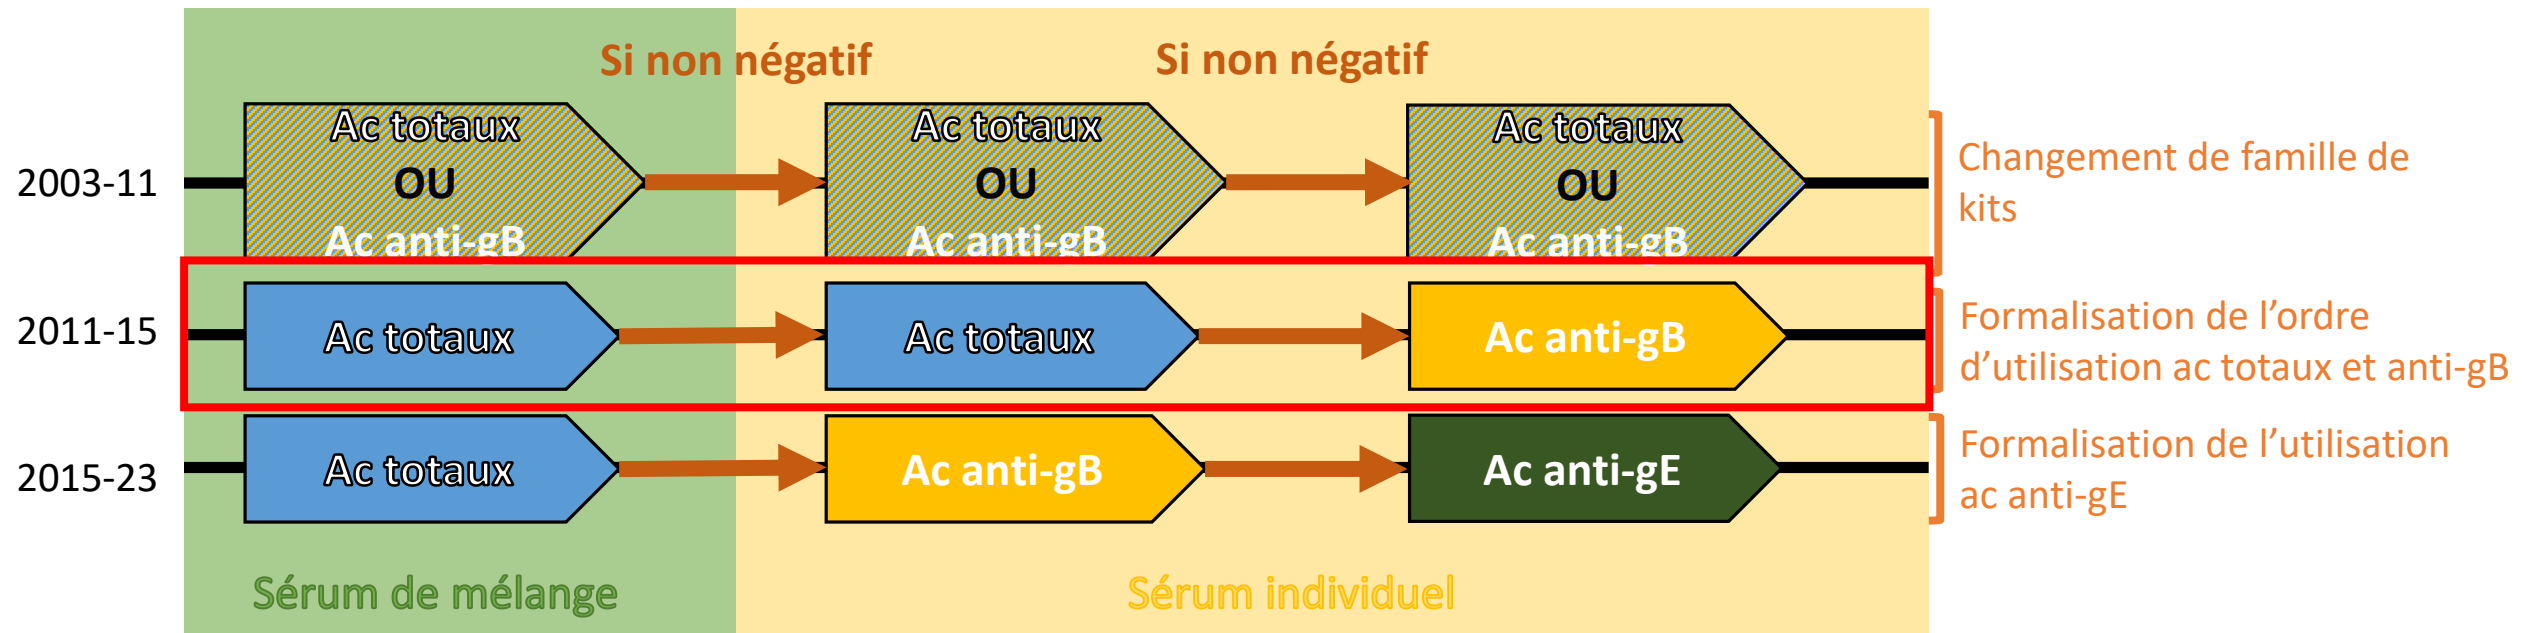 Si non négatif
Si non négatif
2003-11
Ac totaux
OU
Ac anti-gB
Ac totaux
OU
Ac anti-gB
Ac totaux
OU
Ac anti-gB
Changement de famille de
kits
2011-15
Ac totaux
Ac totaux
Ac anti-gB
Formalisation de l’ordre
d’utilisation ac totaux et anti-gB
2015-23
Ac totaux
Ac anti-gB
Ac anti-gE
Formalisation de l’utilisation
ac anti-gE
Sérum de mélange
Sérum individuel